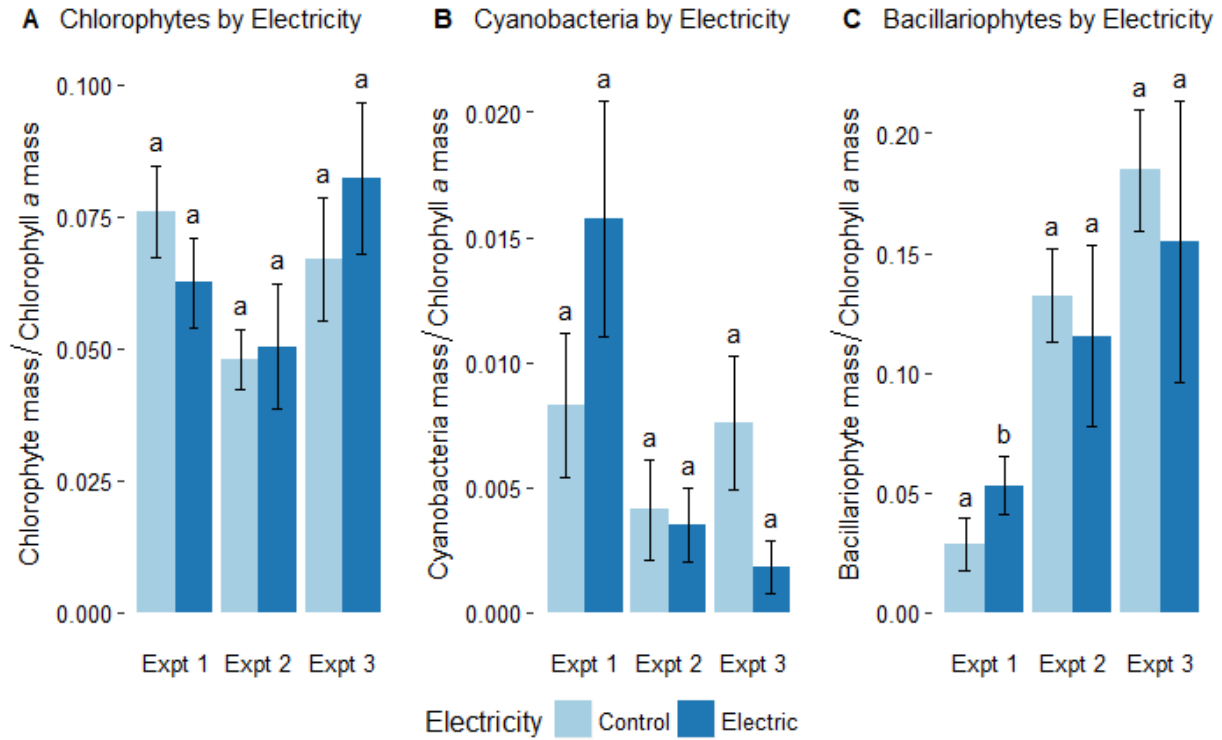 A Chlorophytes by Electricity
Chlorophyte mass/Chlorophyll a mass
0.100
0.075
0.050
0.025
0.000
a
a
a
a
a
a
Expt 1 Expt 2 Expt 3
B Cyanobacteria by Electricity
Cyanobacteria mass/Chlorophyll a mass
0.020
0.015
0.010
0.005
0.000
a
a
a
a
a
a
Expt 1 Expt 2 Expt 3
C Bacillariophytes by Electricity
Bacillariophyte mass/Chlorophyll a mass
0.20
0.15
0.10
0.05
0.00
a
b
a
a
a
a
Expt 1 Expt 2 Expt 3
Electricity Control Electric